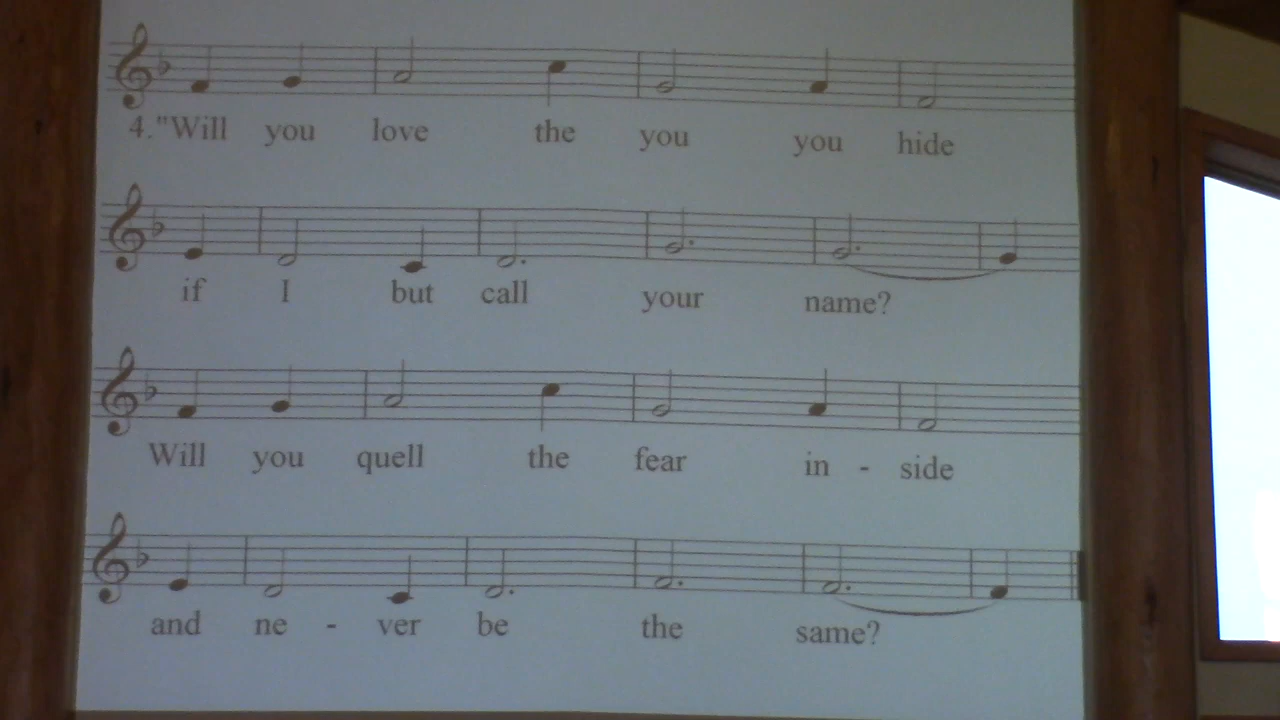 4."Will you love the you you hide
if I but call your name?
Will you quell the fear in - side
and ne - ver be the same?